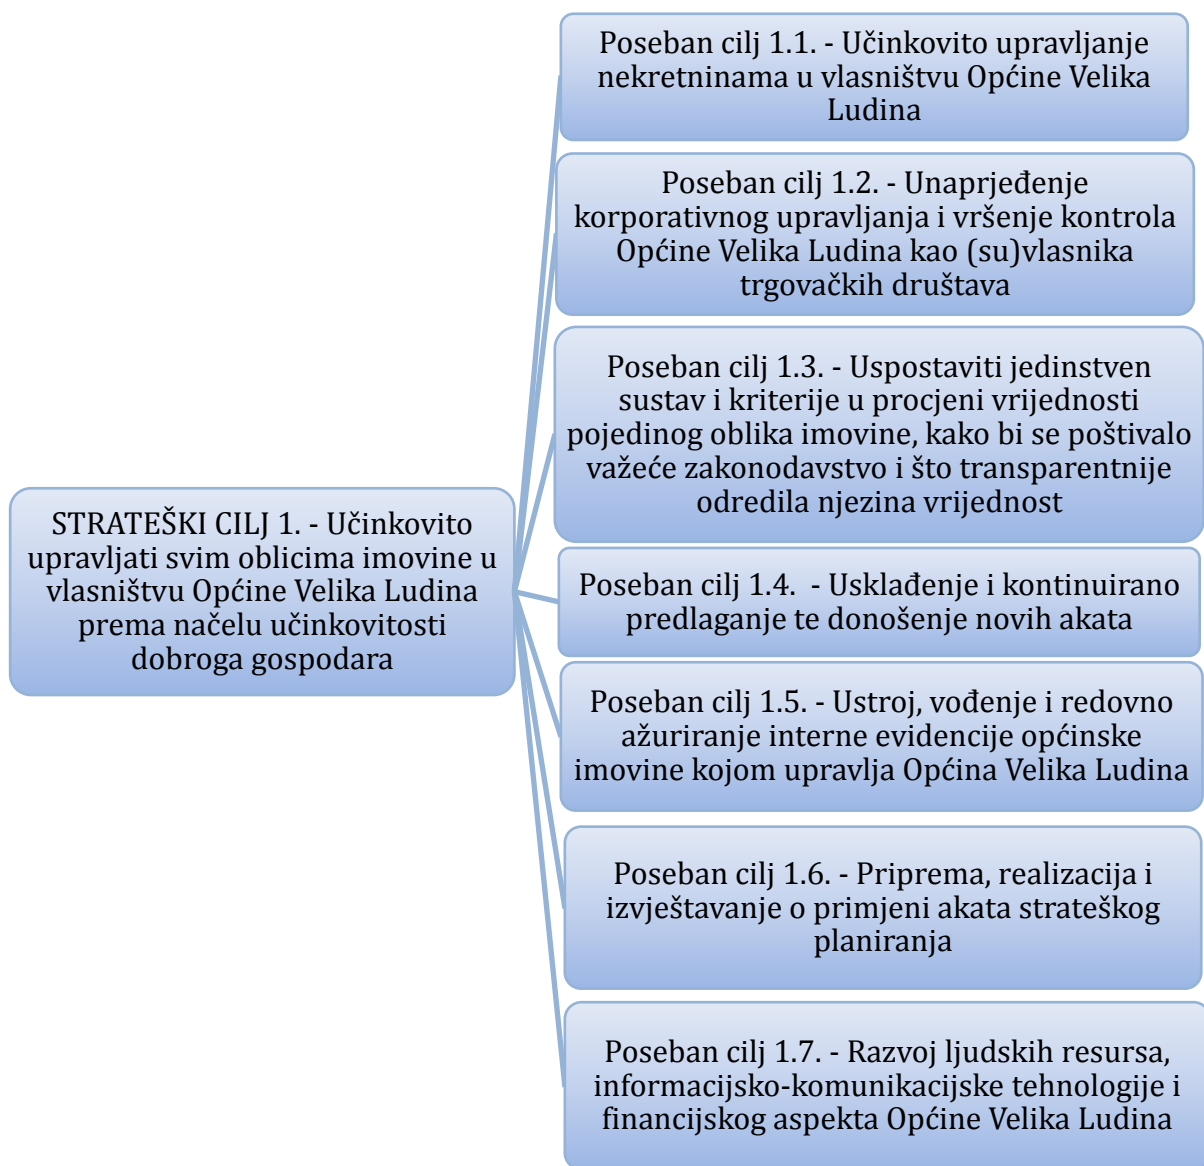 Poseban cilj 1.1. - Učinkovito upravljanje
nekretninama u vlasništvu Općine Velika
Ludina
Poseban cilj 1.2. - Unaprjeđenje
korporativnog upravljanja i vršenje kontrola
Općine Velika Ludina kao (su)vlasnika
trgovačkih društava
Poseban cilj 1.3. - Uspostaviti jedinstven
sustav i kriterije u procjeni vrijednosti
pojedinog oblika imovine, kako bi se poštivalo
važeće zakonodavstvo i što transparentnije
odredila njezina vrijednost
STRATEŠKI CILJ 1. - Učinkovito
upravljati svim oblicima imovine u
vlasništvu Općine Velika Ludina
prema načelu učinkovitosti
dobroga gospodara
Poseban cilj 1.4.  - Usklađenje i kontinuirano
predlaganje te donošenje novih akata
Poseban cilj 1.5. - Ustroj, vođenje i redovno
ažuriranje interne evidencije općinske
imovine kojom upravlja Općina Velika Ludina
Poseban cilj 1.6. - Priprema, realizacija i
izvještavanje o primjeni akata strateškog
planiranja
Poseban cilj 1.7. - Razvoj ljudskih resursa,
informacijsko-komunikacijske tehnologije i
financijskog aspekta Općine Velika Ludina